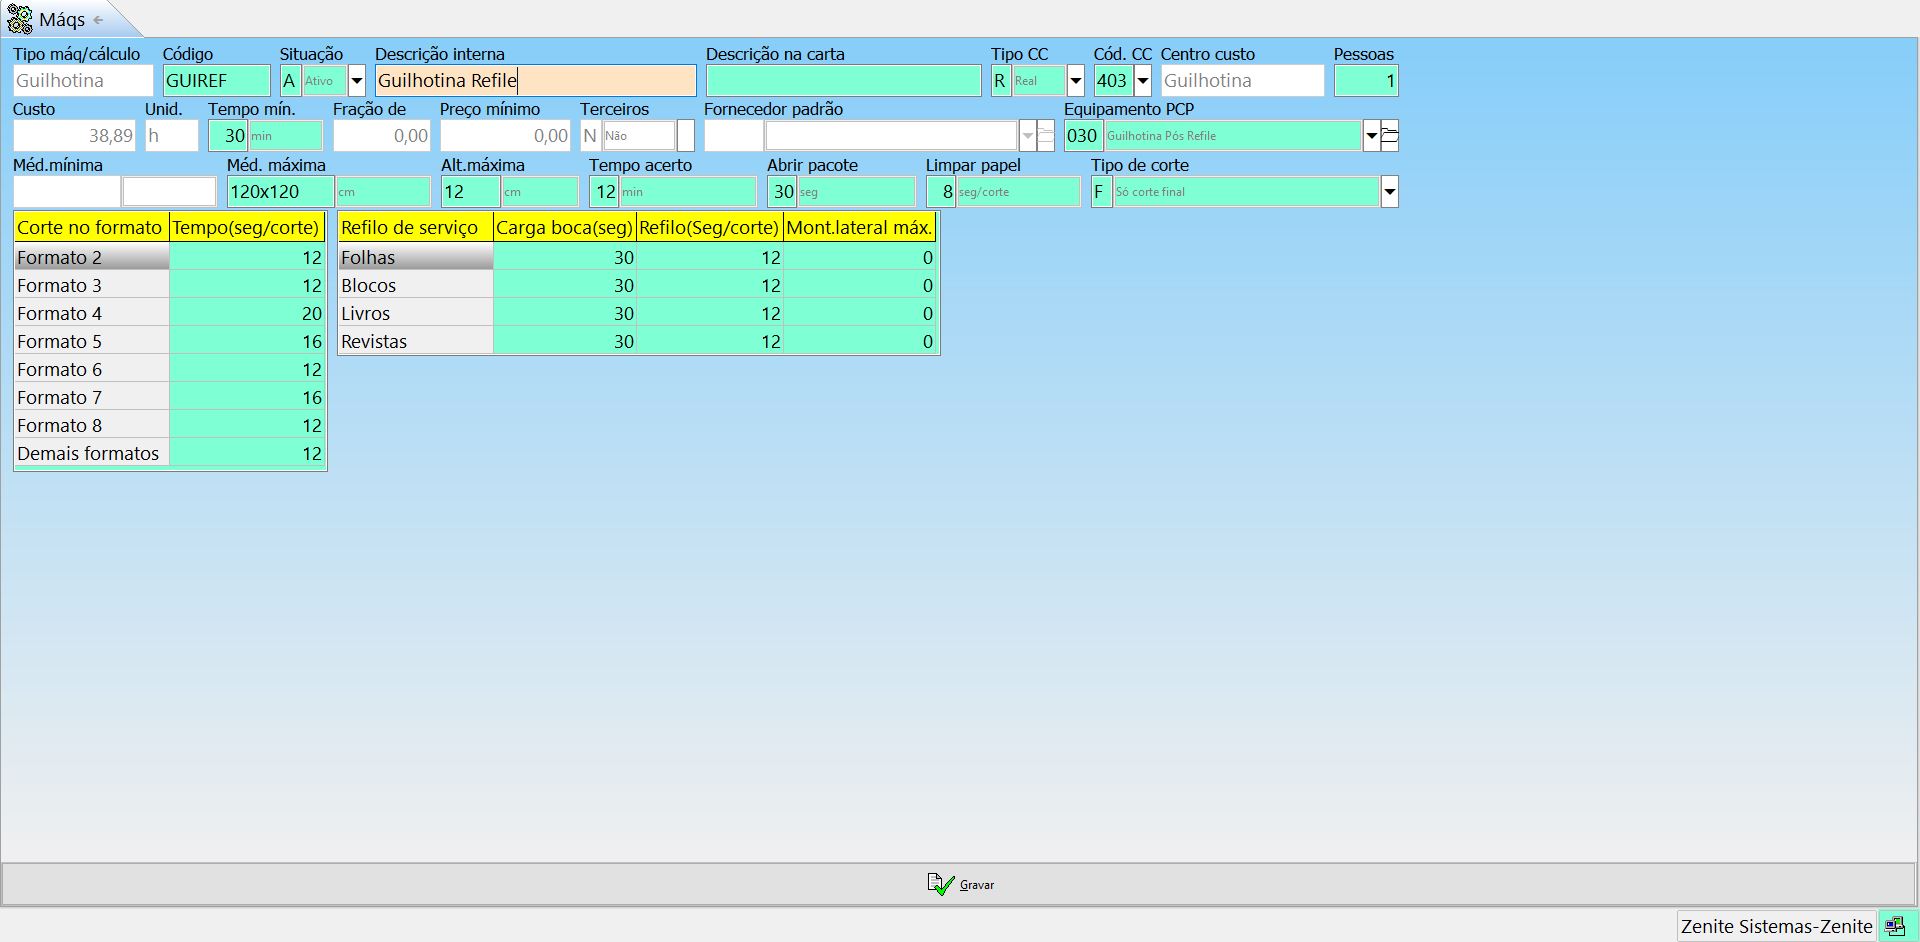 Máqs
Tipo máq/cálculo Código Situação Descrição interna Descrição na carta Tipo CC Cód. CC Centro custo Pessoas
Guilhotina GUIREF A Ativo Guilhotina Refile R Real 403 Guilhotina 1
Custo Unid. Tempo mín. Fração de Preço mínimo Terceiros Fornecedor padrão Equipamento PCP
38,89 h 30 min 0,00 0,00 N Não 030 Guilhotina Pós Refile
Méd.mínima Méd. máxima Alt.máxima Tempo acerto Abrir pacote Limpar papel Tipo de corte
120x120 cm 12 cm 12 min 30 seg 8 seg/corte F Só corte final
Corte no formato Tempo(seg/corte) Refilo de serviço Carga boca(seg) Refilo(Seg/corte) Mont.lateral máx.
Formato 2 12 Folhas 30 12 0
Formato 3 12 Blocos 30 12 0
Formato 4 20 Livros 30 12 0
Formato 5 16 Revistas 30 12 0
Formato 6 12
Formato 7 16
Formato 8 12
Demais formatos 12
Gravar
Zenite Sistemas-Zenite